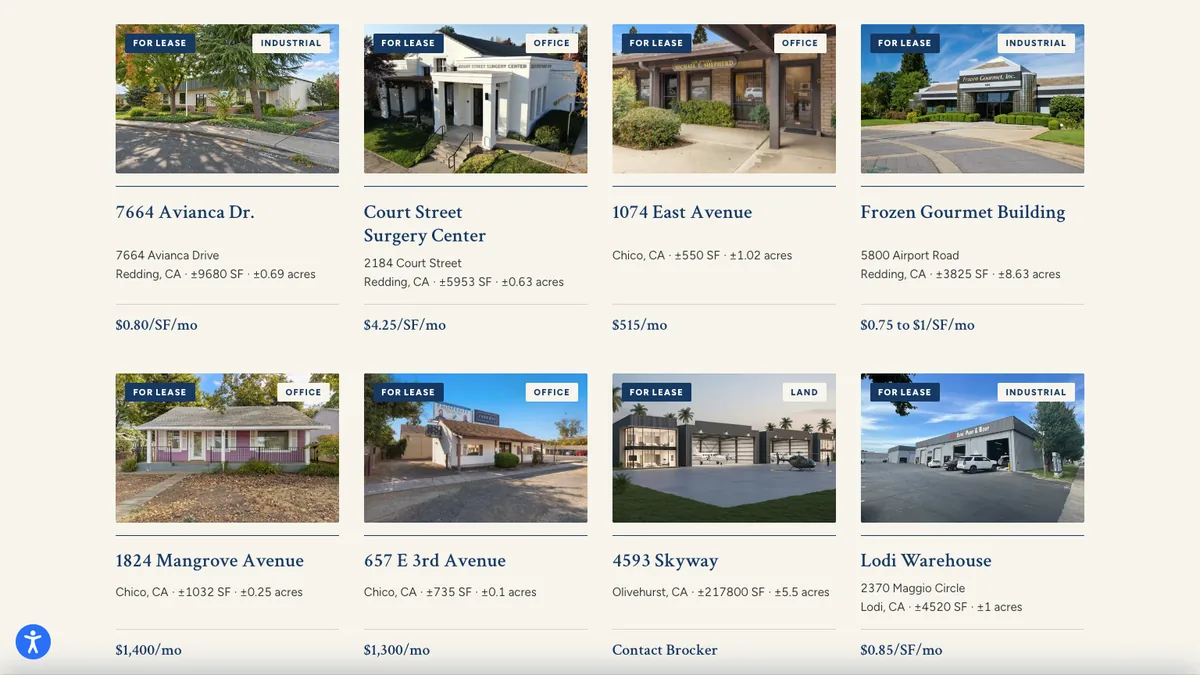 FOR LEASE
INDUSTRIAL
FOR LEASE
OFFICE
FOR LEASE
OFFICE
FOR LEASE
INDUSTRIAL
COURT STREET SURGERY CENTER
MICHAEL E. SHEPHERD
Frozen Gourmet, Inc.
7664 Avianca Dr.
7664 Avianca Drive
Redding, CA · ±9680 SF · ±0.69 acres
$0.80/SF/mo
Court Street
Surgery Center
2184 Court Street
Redding, CA · ±5953 SF · ±0.63 acres
$4.25/SF/mo
1074 East Avenue
Chico, CA · ±550 SF · ±1.02 acres
$515/mo
Frozen Gourmet Building
5800 Airport Road
Redding, CA · ±3825 SF · ±8.63 acres
$0.75 to $1/SF/mo
FOR LEASE
OFFICE
FOR LEASE
OFFICE
FOR LEASE
LAND
FOR LEASE
INDUSTRIAL
1824 Mangrove Avenue
Chico, CA · ±1032 SF · ±0.25 acres
$1,400/mo
657 E 3rd Avenue
Chico, CA · ±735 SF · ±0.1 acres
$1,300/mo
4593 Skyway
Olivehurst, CA · ±217800 SF · ±5.5 acres
Contact Brocker
Lodi Warehouse
2370 Maggio Circle
Lodi, CA · ±4520 SF · ±1 acres
$0.85/SF/mo